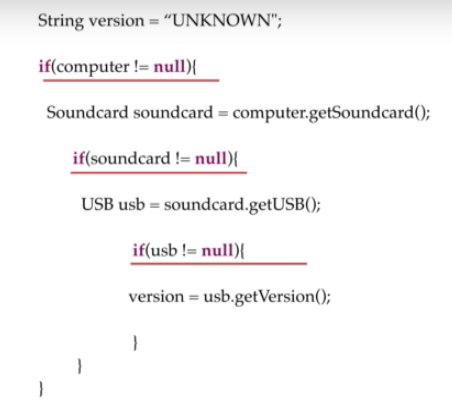 String version = “UNKNOWN";
if(computer != null){
Soundcard soundcard = computer.getSoundcard();
if(soundcard != null){
USB usb = soundcard.getUSB();
if(usb != null){
version = usb.getVersion();
}
}
}